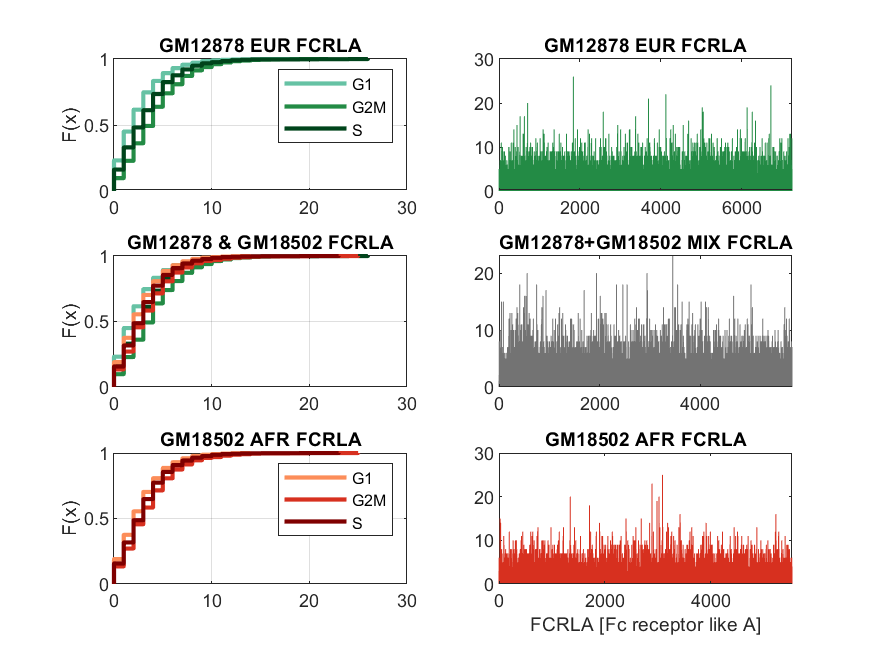 GM12878 EUR FCRLA
1
0.5
0
F(x)
0
10
20
30
G1
G2M
S
GM12878 EUR FCRLA
30
20
10
0
0
2000
4000
6000
GM12878 & GM18502 FCRLA
1
0.5
0
F(x)
0
10
20
30
GM12878+GM18502 MIX FCRLA
20
10
0
0
2000
4000
GM18502 AFR FCRLA
1
0.5
0
F(x)
0
10
20
30
G1
G2M
S
GM18502 AFR FCRLA
30
20
10
0
0
2000
4000
FCRLA [Fc receptor like A]